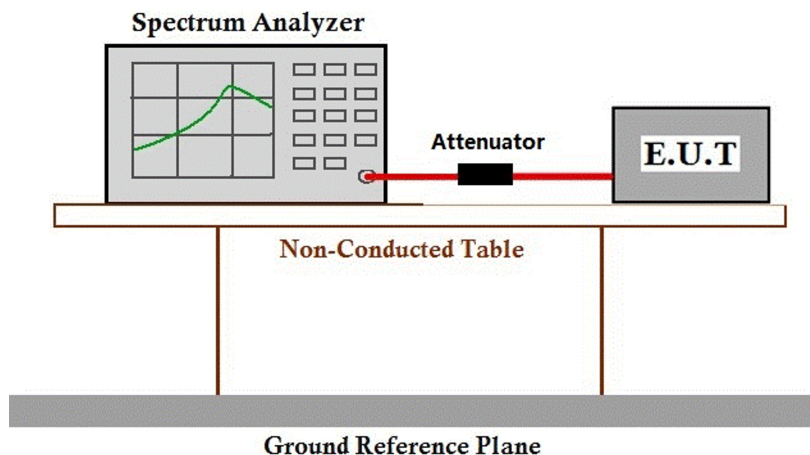 Spectrum Analyzer
Attenuator
E.U.T
Non-Conducted Table
Ground Reference Plane